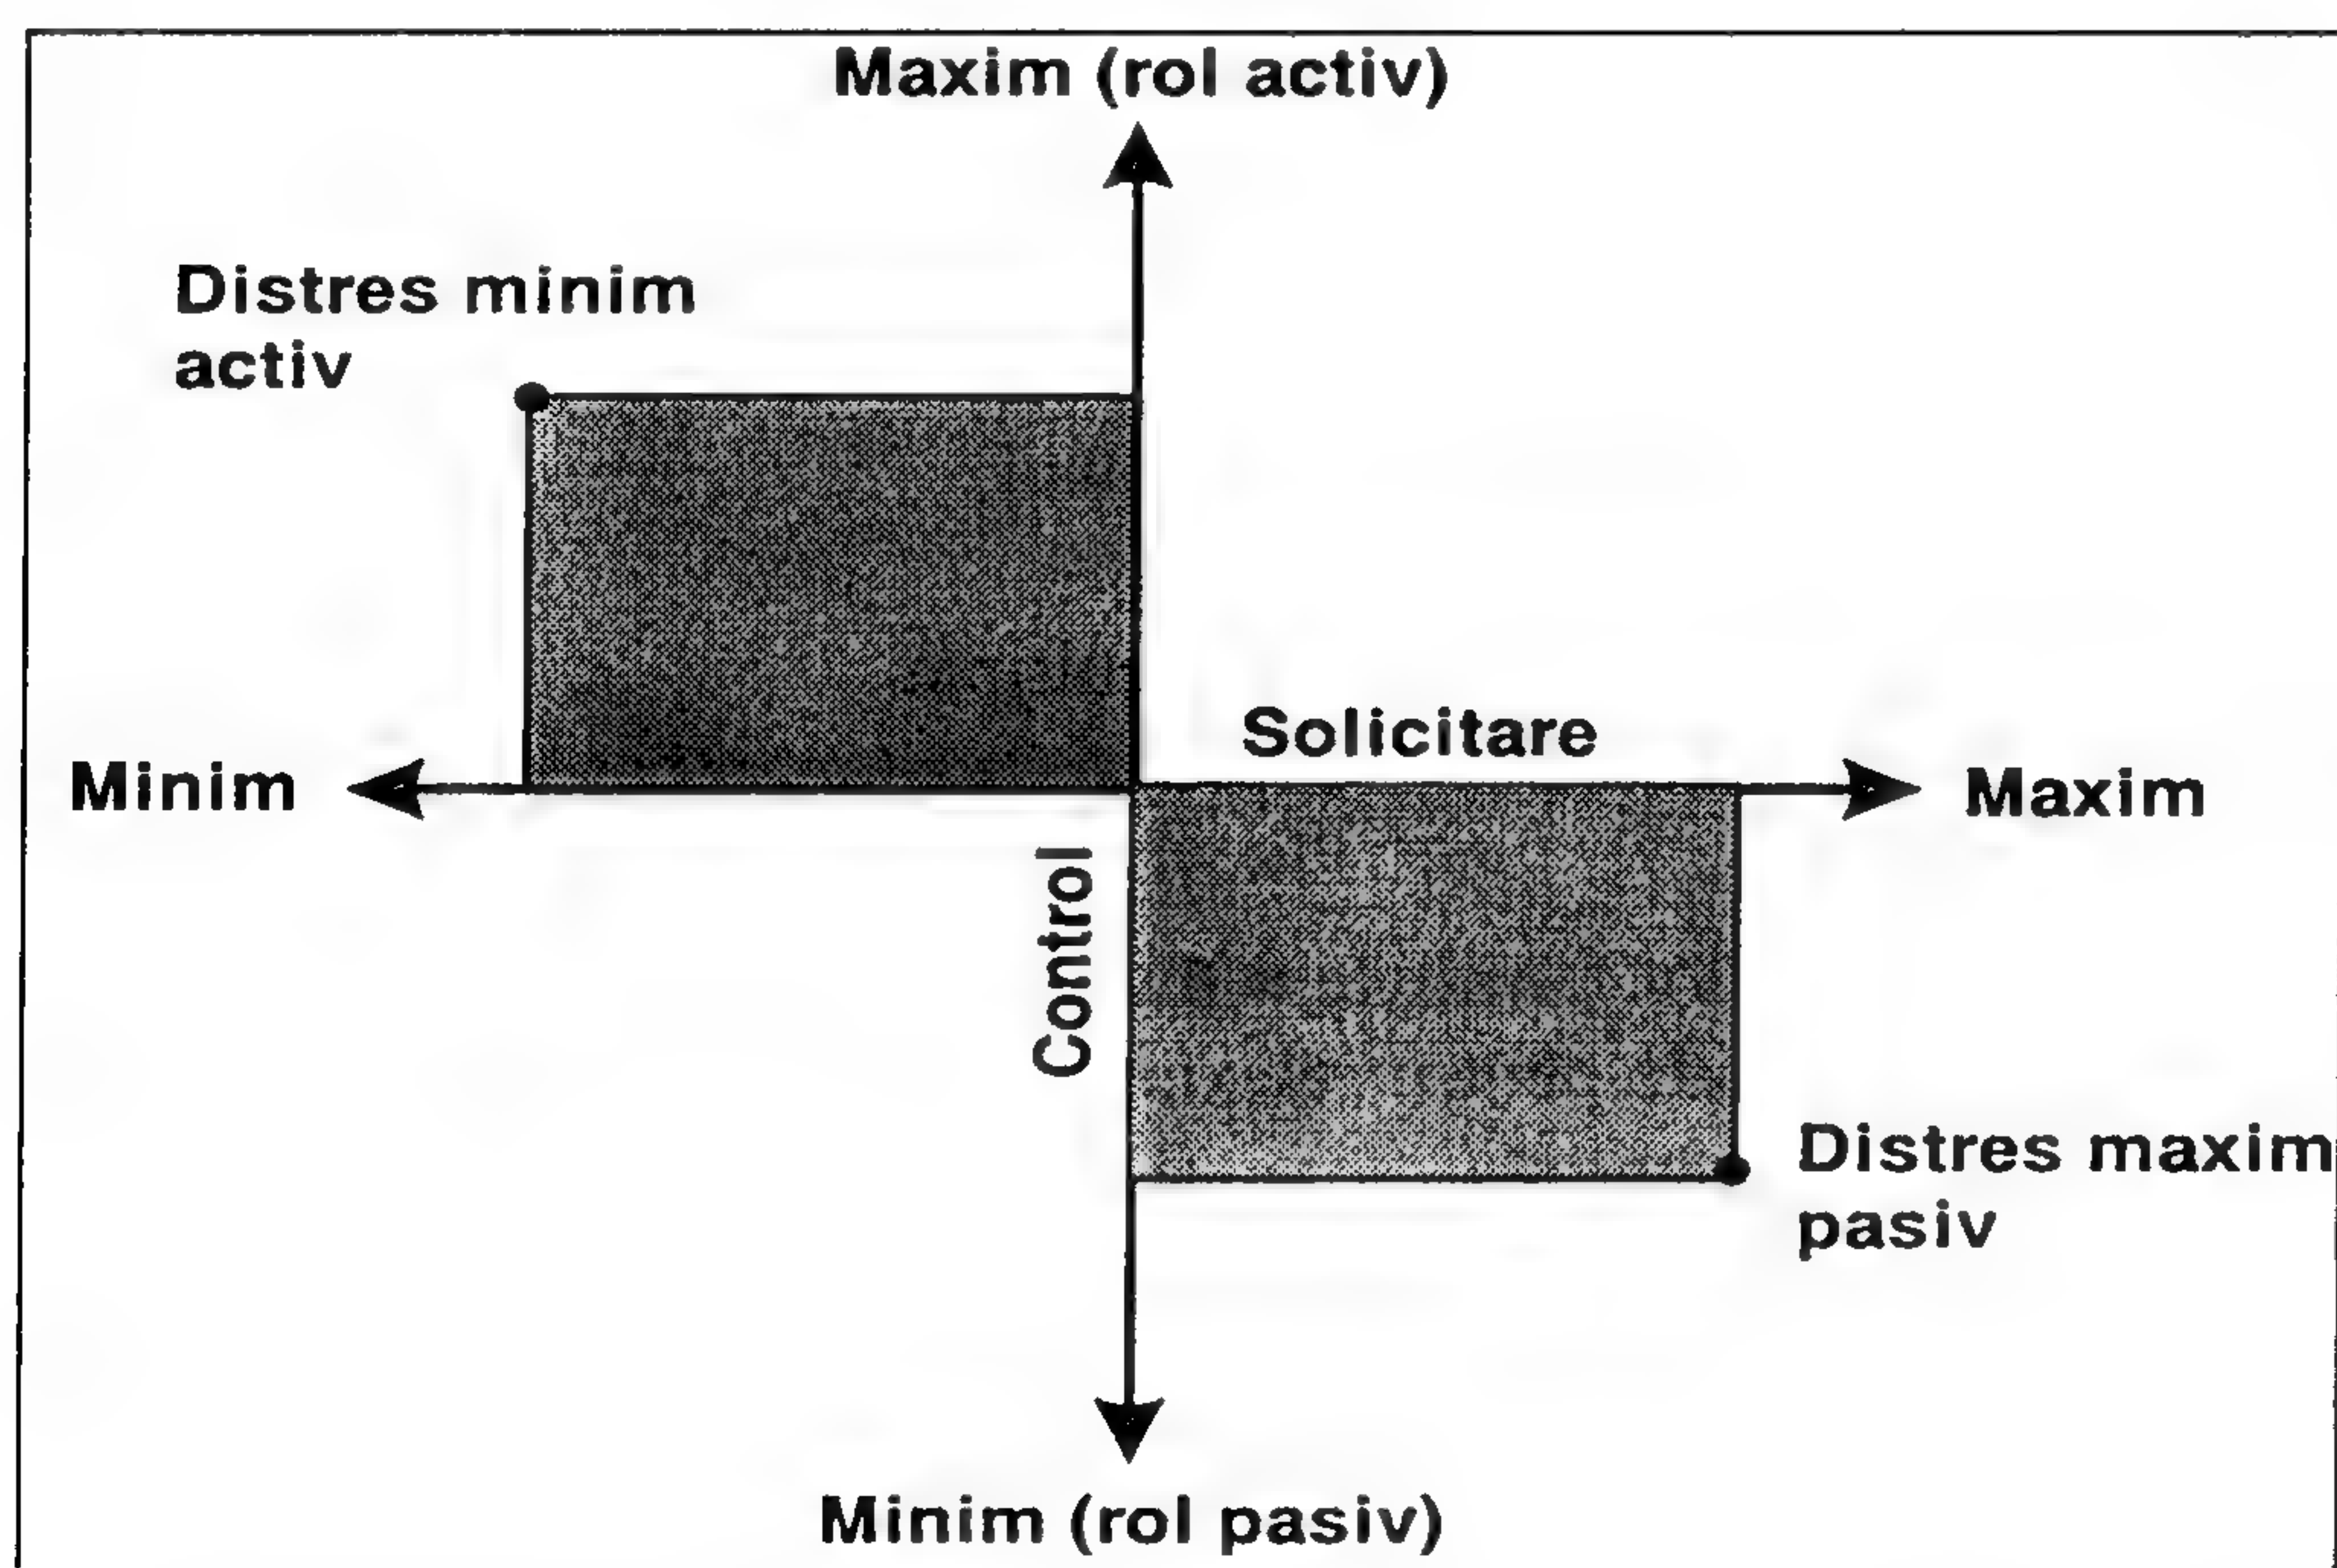 Maxim (rol activ)
Distres minim
activ
Solicitare
Minim
Maxim
Control
Distres maxim
pasiv
Minim (rol pasiv)